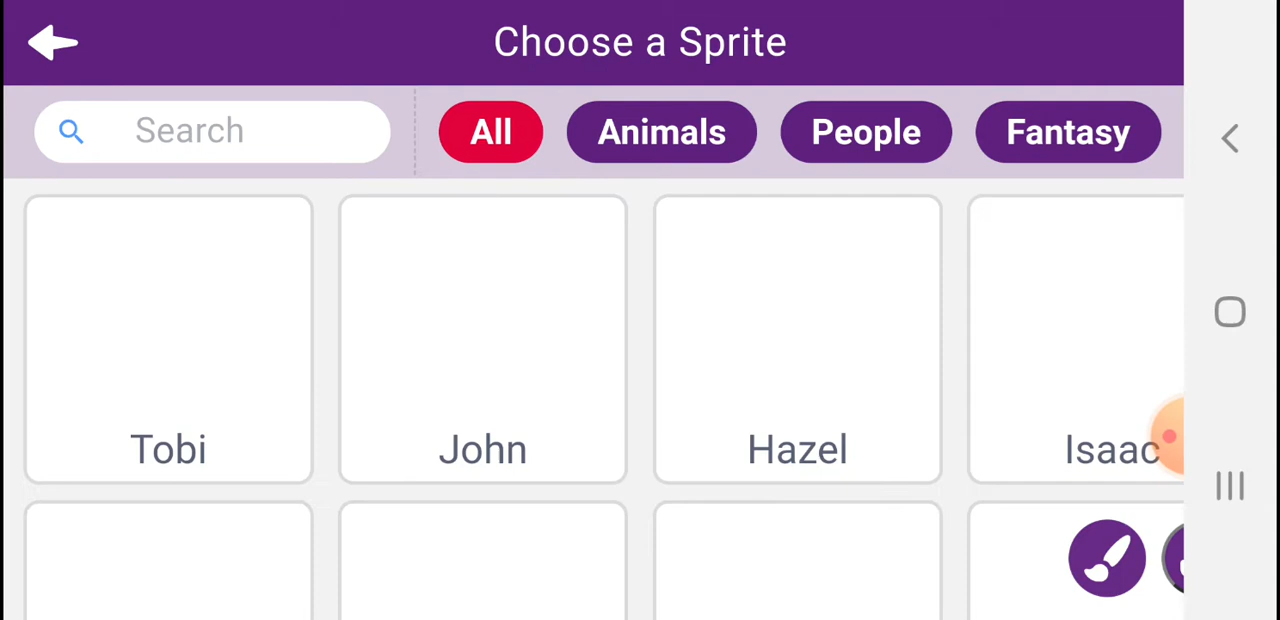 Choose a Sprite
Search All Animals People Fantasy
Tobi John Hazel Isaac